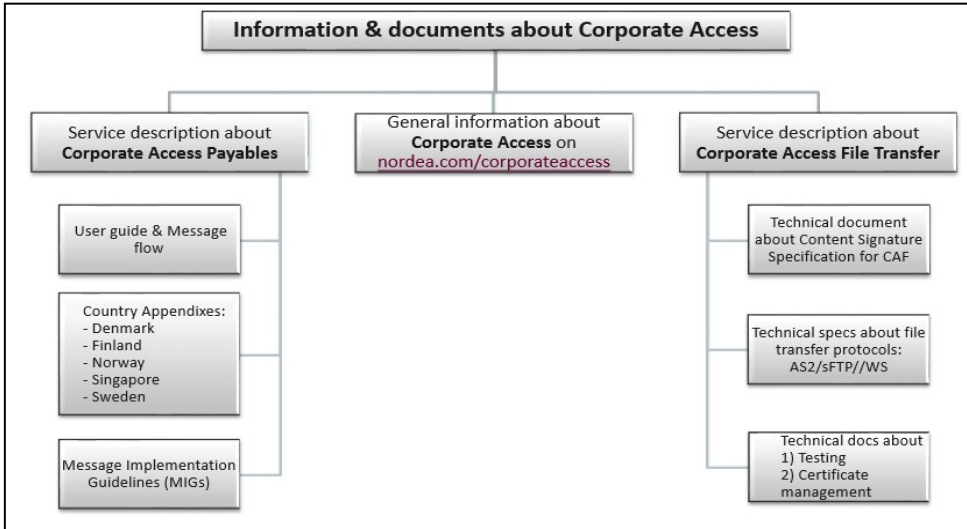 Information & documents about Corporate Access
Service description about
Corporate Access Payables
General information about
Corporate Access on
nordea.com/corporateaccess
Service description about
Corporate Access File Transfer
User guide & Message
flow
Country Appendixes:
- Denmark
- Finland
- Norway
- Singapore
- Sweden
Message Implementation
Guidelines (MIGs)
Technical document
about Content Signature
Specification for CAF
Technical specs about file
transfer protocols:
AS2/sFTP//WS
Technical docs about
1) Testing
2) Certificate
management